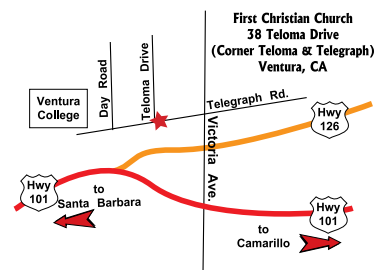 First Christian Church
38 Teloma Drive
(Corner Teloma & Telegraph)
Ventura, CA
Day Road
Teloma Drive
Telegraph Rd.
Ventura
College
Hwy
126
Victoria Ave.
Hwy
101
to
Santa Barbara
Hwy
101
to
Camarillo